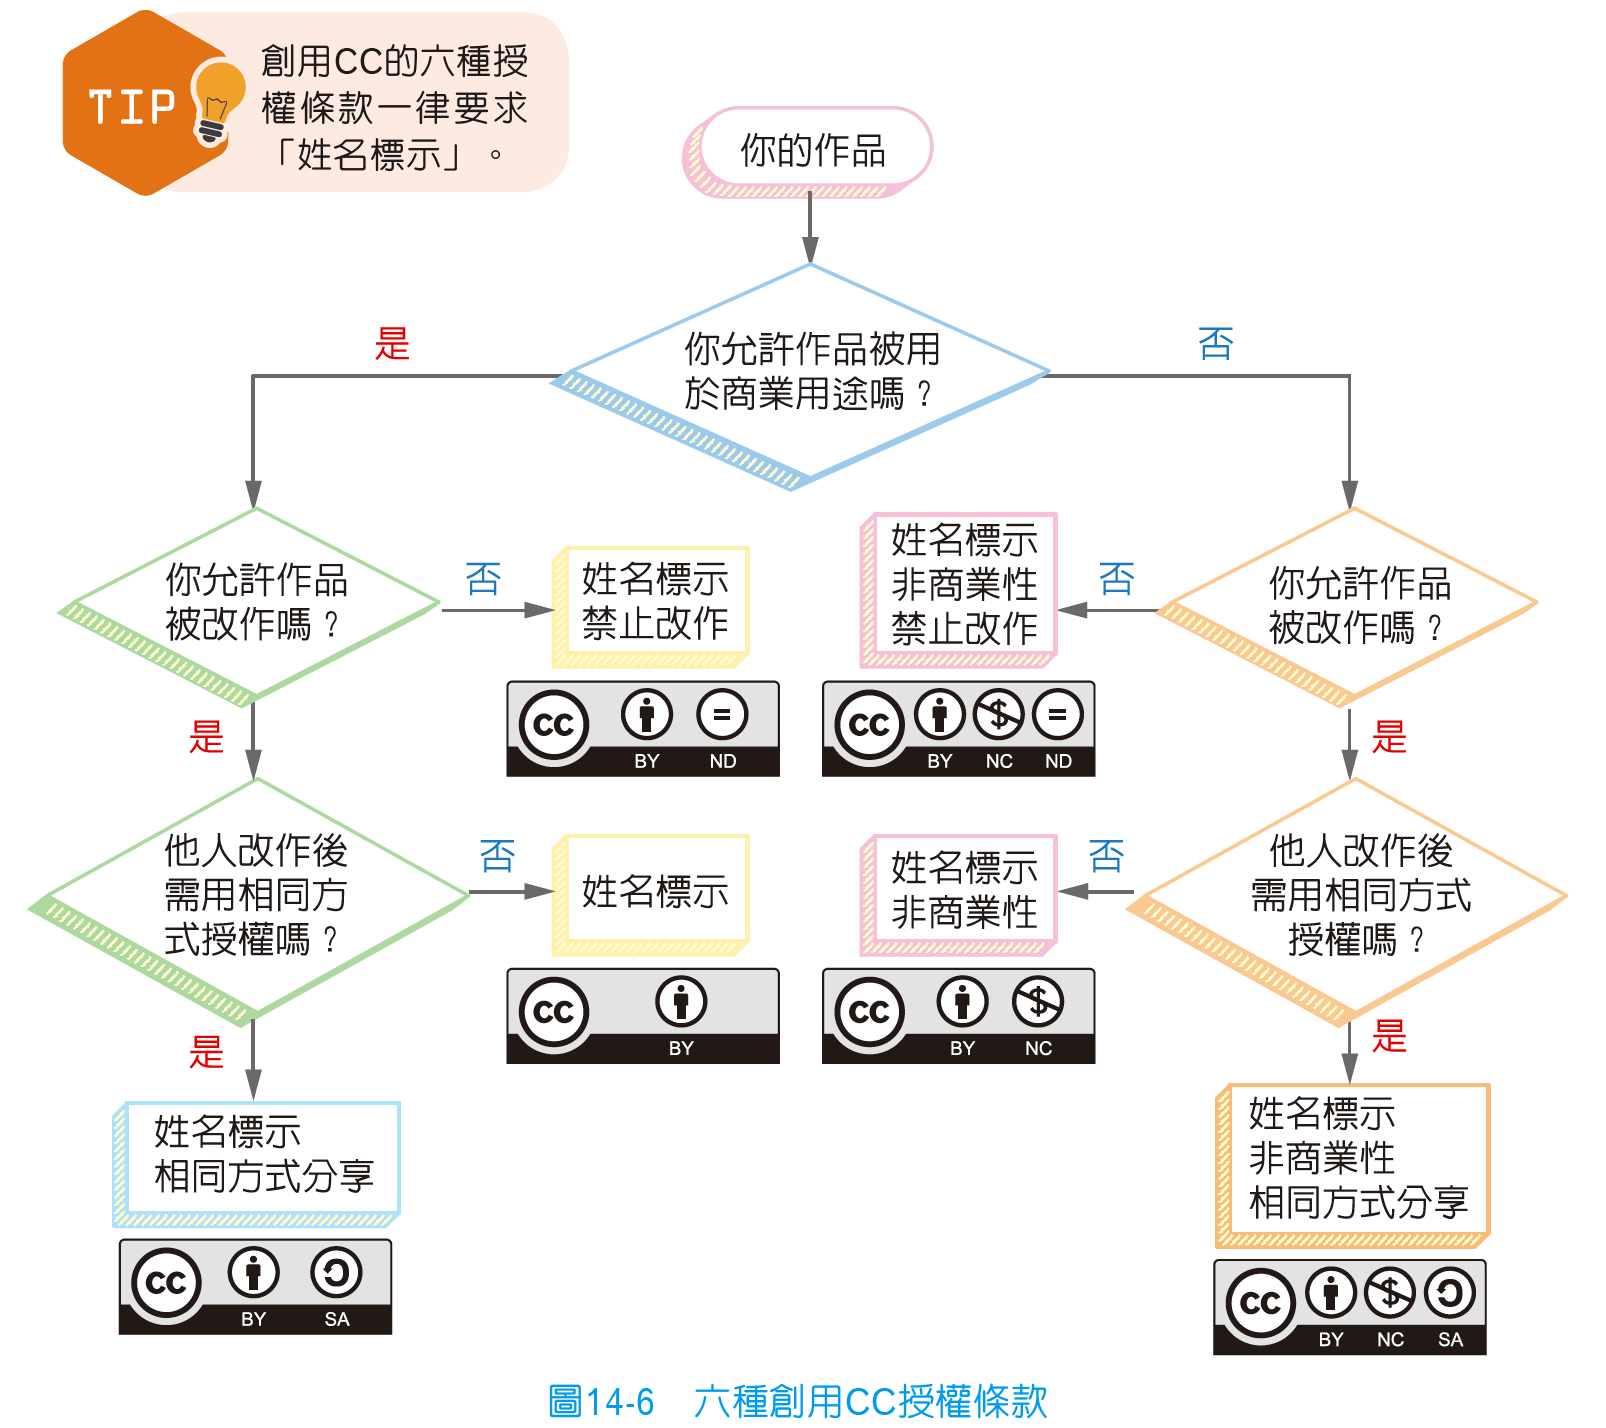 TIP
創用CC的六種授
權條款一律要求
「姓名標示」。
你的作品
你允許作品被用
於商業用途嗎？
是
否
你允許作品
被改作嗎？
否
姓名標示
禁止改作
cc
BY
ND
姓名標示
非商業性
禁止改作
cc
BY
NC
ND
否
你允許作品
被改作嗎？
是
是
他人改作後
需用相同方
式授權嗎？
否
姓名標示
cc
BY
姓名標示
非商業性
cc
BY
NC
否
他人改作後
需用相同方式
授權嗎？
是
是
姓名標示
相同方式分享
cc
BY
SA
姓名標示
非商業性
相同方式分享
cc
BY
NC
SA
圖14-6　六種創用CC授權條款